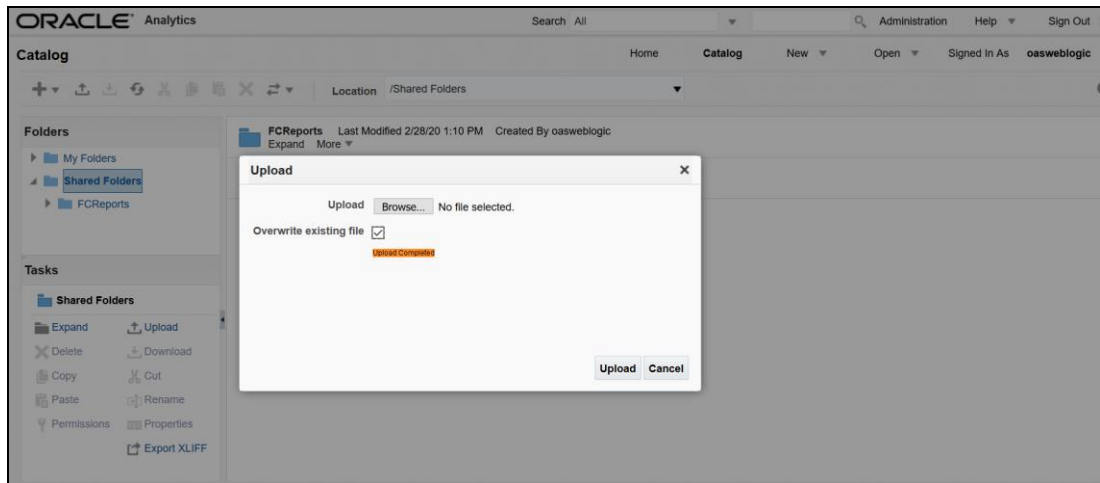 ORACLE Analytics Search All Administration Help Sign Out
Catalog Home Catalog New Open Signed In As oasweblogic
Location /Shared Folders
Folders
My Folders
Shared Folders
FCReports
FCReports Last Modified 2/28/20 1:10 PM Created By oasweblogic
Expand More
Upload
Upload Browse... No file selected.
Overwrite existing file
Upload Completed
Upload Cancel
Tasks
Shared Folders
Expand Upload
Delete Download
Copy Cut
Paste Rename
Permissions Properties
Export XLIFF